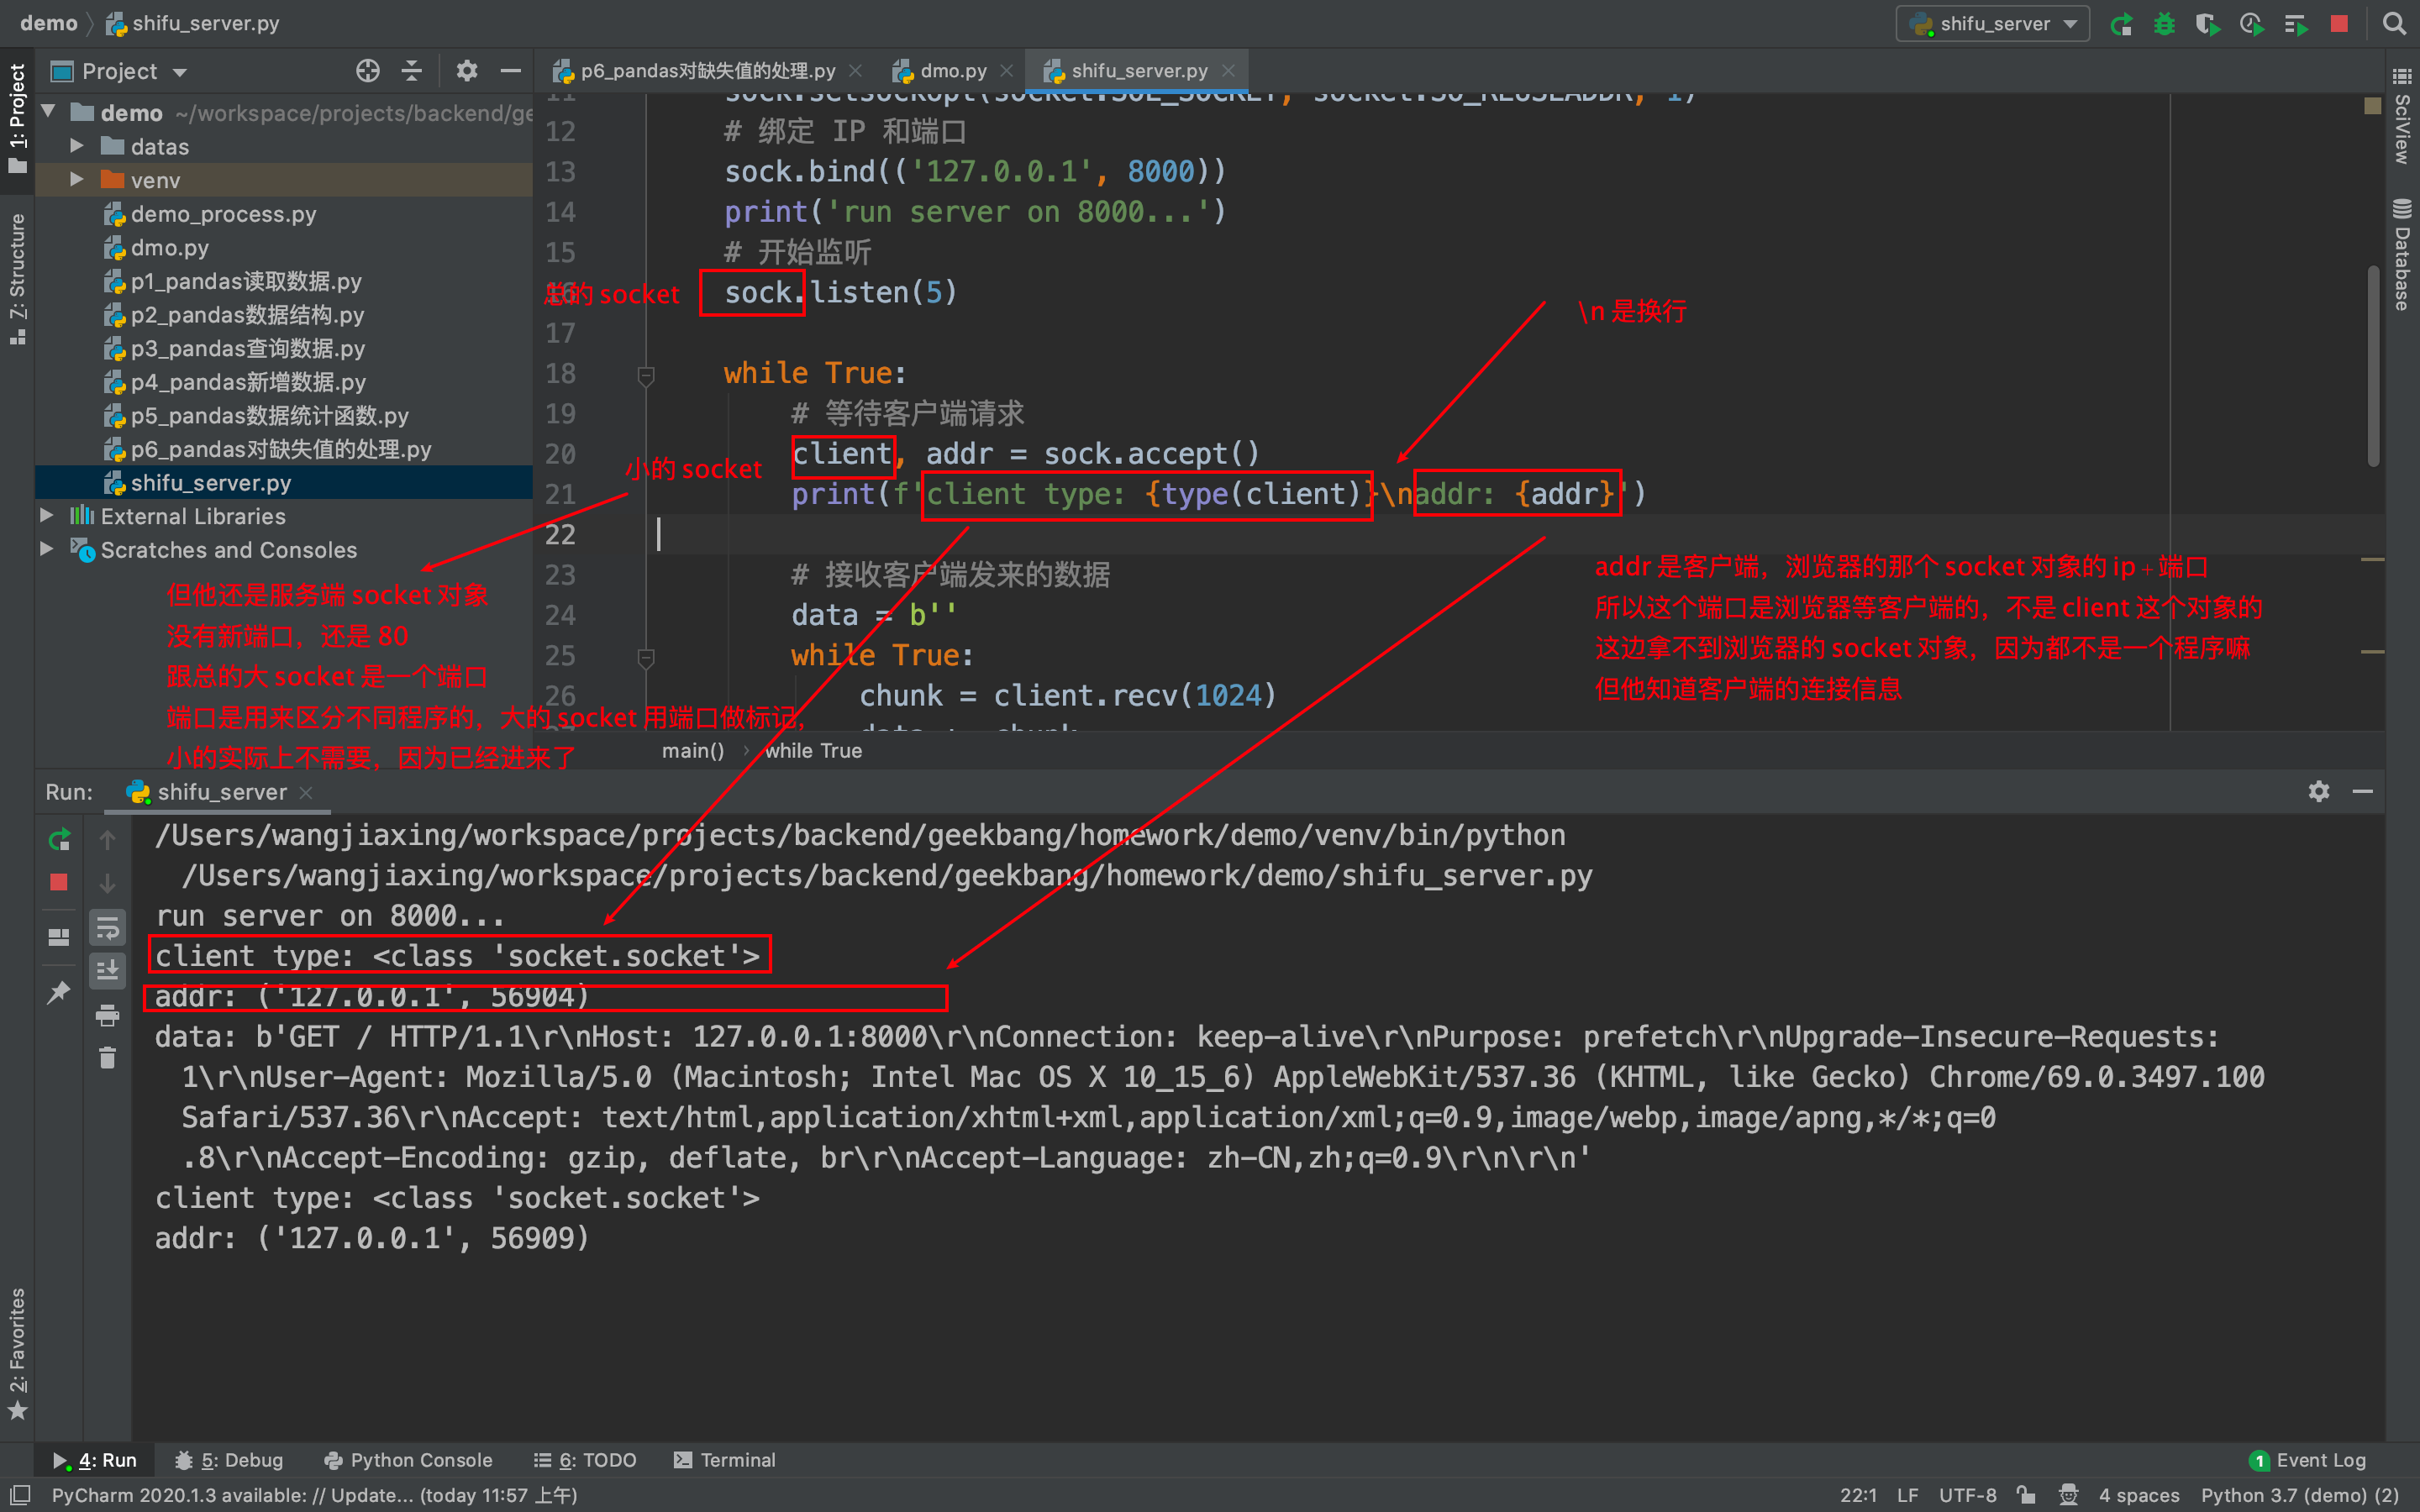 demo
shifu_server.py
shifu_server
1: Project
Project
p6_pandas对缺失值的处理.py
dmo.py
shifu_server.py
SciView
Database
7: Structure
demo ~/workspace/projects/backend/ge
datas
venv
demo_process.py
dmo.py
p1_pandas读取数据.py
p2_pandas数据结构.py
p3_pandas查询数据.py
p4_pandas新增数据.py
p5_pandas数据统计函数.py
p6_pandas对缺失值的处理.py
shifu_server.py
External Libraries
Scratches and Consoles
11 sock.setsockopt(socket.SOL_SOCKET, socket.SO_REUSEADDR, 1)
12 # 绑定 IP 和端口
13 sock.bind(('127.0.0.1', 8000))
14 print('run server on 8000...')
15 # 开始监听
16 sock.listen(5)
总的 socket
\n 是换行
17
18 while True:
19 # 等待客户端请求
20 client, addr = sock.accept()
小的 socket
21 print(f'client type: {type(client)}\naddr: {addr}')
22
23 # 接收客户端发来的数据
24 data = b''
25 while True:
26 chunk = client.recv(1024)
27 data += chunk
但他还是服务端 socket 对象
没有新端口，还是 80
跟总的大 socket 是一个端口
端口是用来区分不同程序的，大的 socket 用端口做标记，
小的实际上不需要，因为已经进来了
addr 是客户端，浏览器的那个 socket 对象的 ip + 端口
所以这个端口是浏览器等客户端的，不是 client 这个对象的
这边拿不到浏览器的 socket 对象，因为都不是一个程序嘛
但他知道客户端的连接信息
main() › while True
Run: shifu_server
/Users/wangjiaxing/workspace/projects/backend/geekbang/homework/demo/venv/bin/python
/Users/wangjiaxing/workspace/projects/backend/geekbang/homework/demo/shifu_server.py
run server on 8000...
client type: <class 'socket.socket'>
addr: ('127.0.0.1', 56904)
data: b'GET / HTTP/1.1\r\nHost: 127.0.0.1:8000\r\nConnection: keep-alive\r\nPurpose: prefetch\r\nUpgrade-Insecure-Requests:
1\r\nUser-Agent: Mozilla/5.0 (Macintosh; Intel Mac OS X 10_15_6) AppleWebKit/537.36 (KHTML, like Gecko) Chrome/69.0.3497.100
Safari/537.36\r\nAccept: text/html,application/xhtml+xml,application/xml;q=0.9,image/webp,image/apng,*/*;q=0
.8\r\nAccept-Encoding: gzip, deflate, br\r\nAccept-Language: zh-CN,zh;q=0.9\r\n\r\n'
client type: <class 'socket.socket'>
addr: ('127.0.0.1', 56909)
2: Favorites
4: Run
5: Debug
Python Console
6: TODO
Terminal
1 Event Log
PyCharm 2020.1.3 available: // Update... (today 11:57 上午)
22:1 LF UTF-8 4 spaces Python 3.7 (demo) (2)